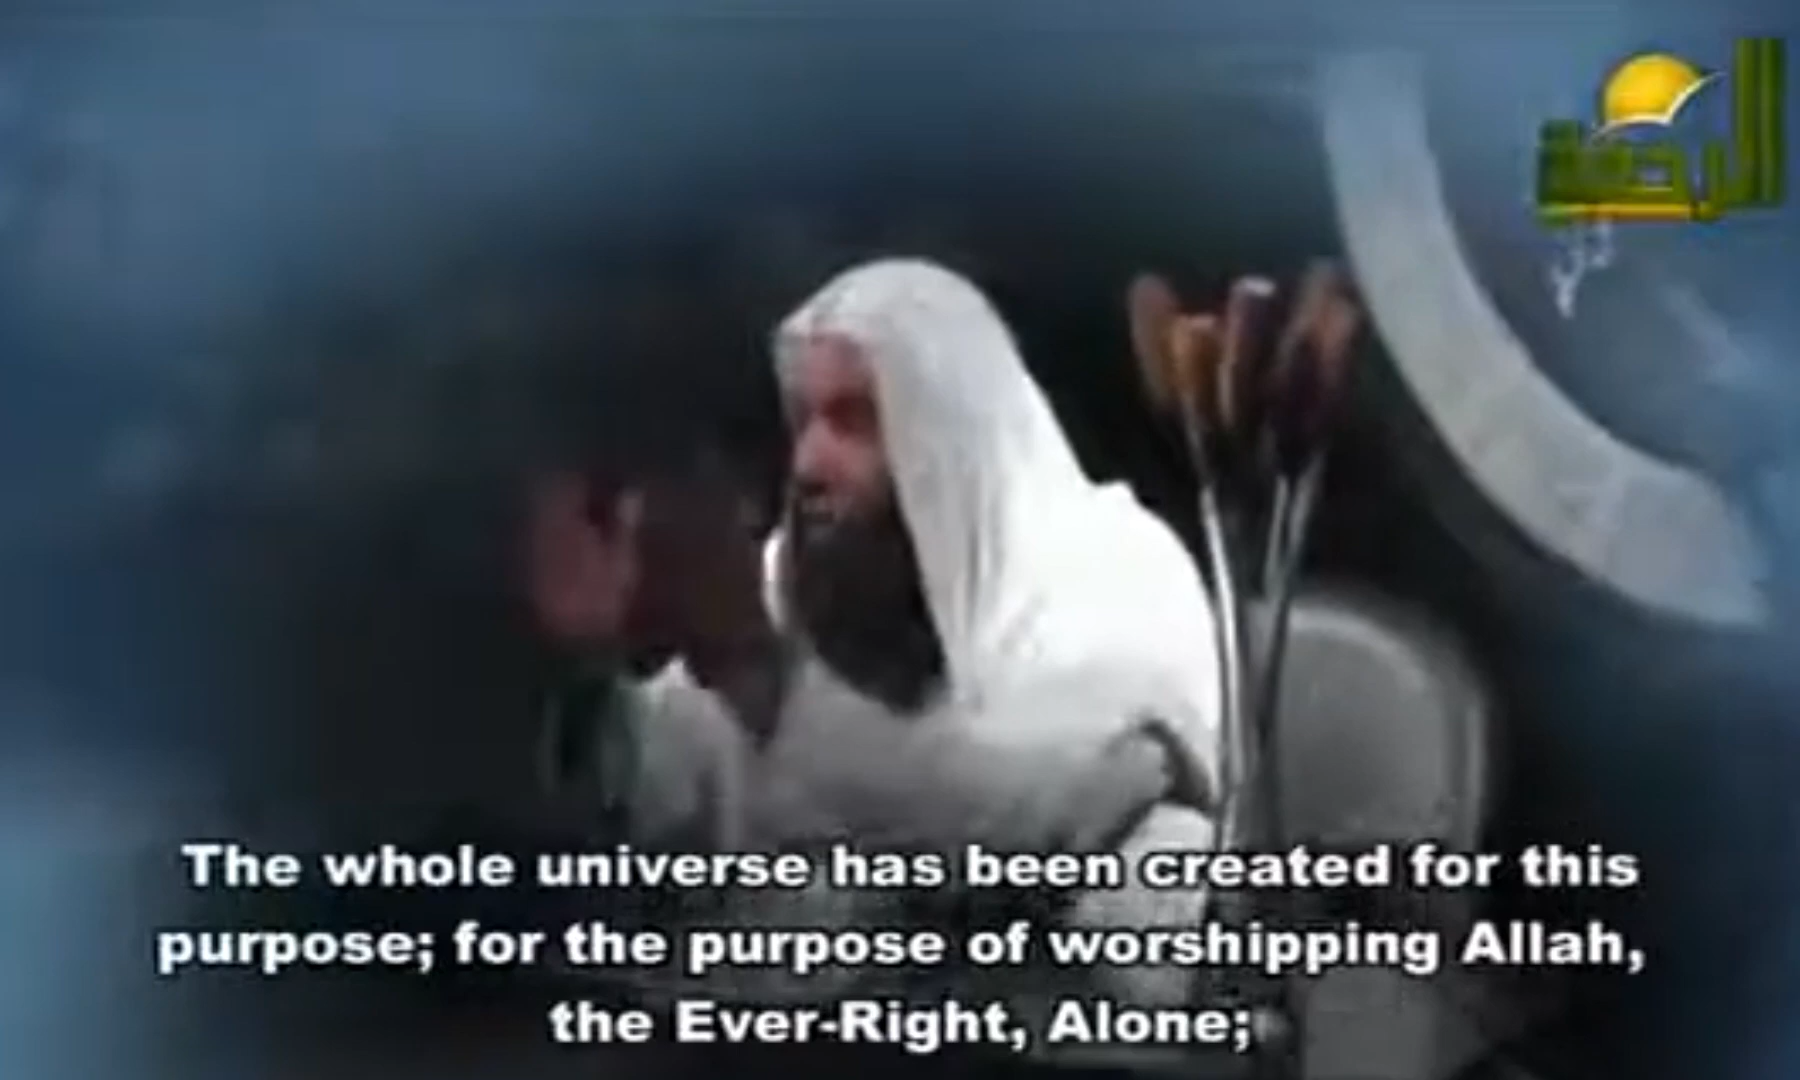 الرحمة
The whole universe has been created for this
purpose; for the purpose of worshipping Allah,
the Ever-Right, Alone;